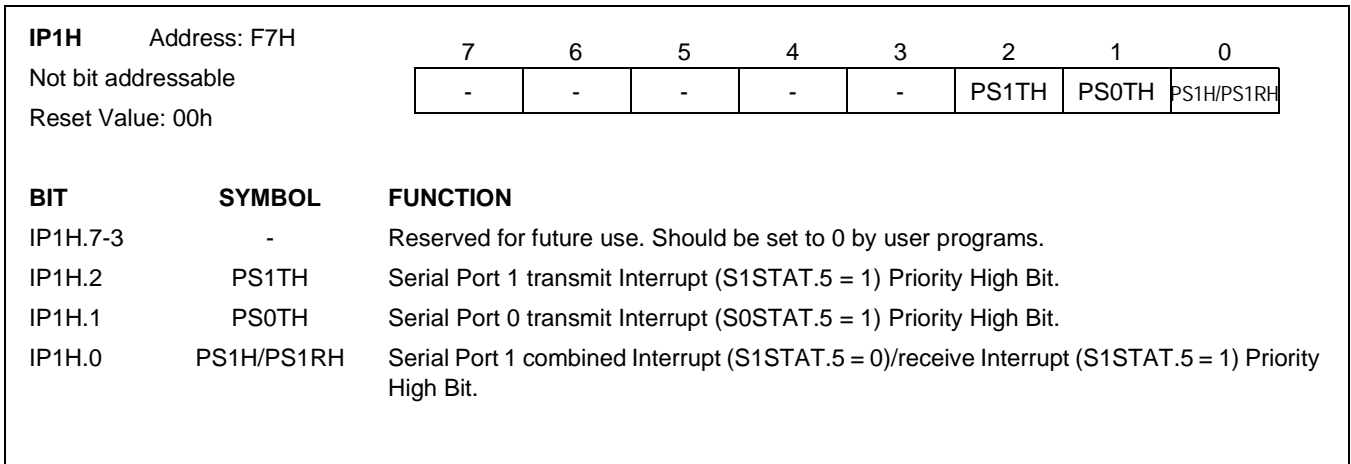 IP1H Address: F7H
7 6 5 4 3 2 1 0
Not bit addressable
- - - - - PS1TH PS0TH PS1H/PS1RH
Reset Value: 00h
BIT SYMBOL FUNCTION
IP1H.7-3 - Reserved for future use. Should be set to 0 by user programs.
IP1H.2 PS1TH Serial Port 1 transmit Interrupt (S1STAT.5 = 1) Priority High Bit.
IP1H.1 PS0TH Serial Port 0 transmit Interrupt (S0STAT.5 = 1) Priority High Bit.
IP1H.0 PS1H/PS1RH Serial Port 1 combined Interrupt (S1STAT.5 = 0)/receive Interrupt (S1STAT.5 = 1) Priority
High Bit.